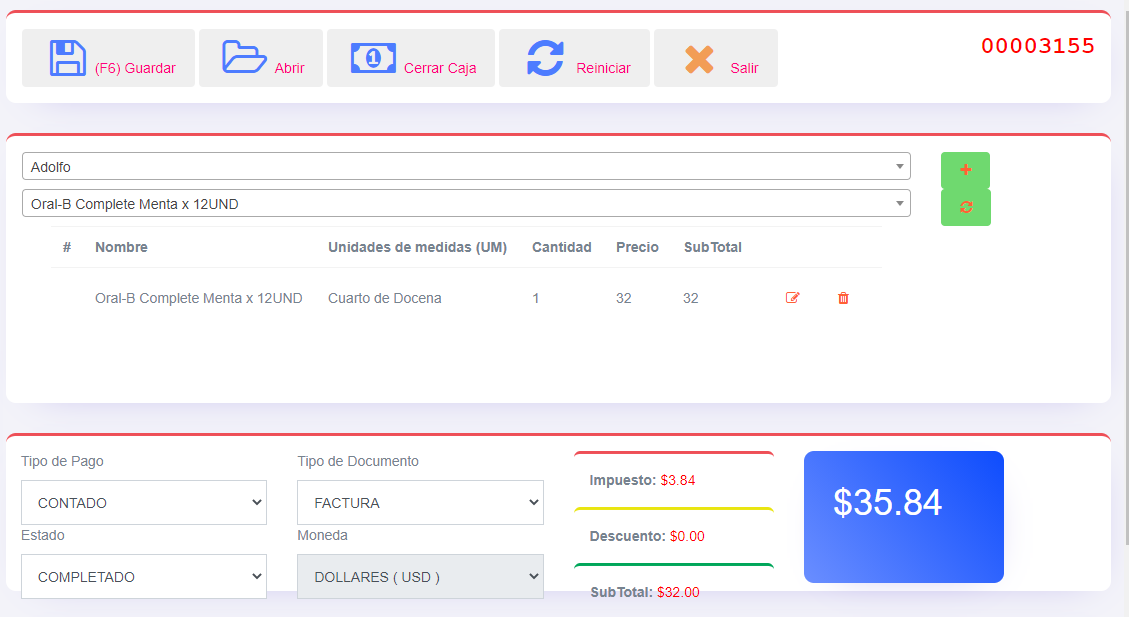 (F6) Guardar Abrir Cerrar Caja Reiniciar Salir 00003155
Adolfo
Oral-B Complete Menta x 12UND
# Nombre Unidades de medidas (UM) Cantidad Precio SubTotal
Oral-B Complete Menta x 12UND Cuarto de Docena 1 32 32
Tipo de Pago Tipo de Documento
CONTADO FACTURA
Estado Moneda
COMPLETADO DOLLARES ( USD )
Impuesto: $3.84
Descuento: $0.00
SubTotal: $32.00
$35.84